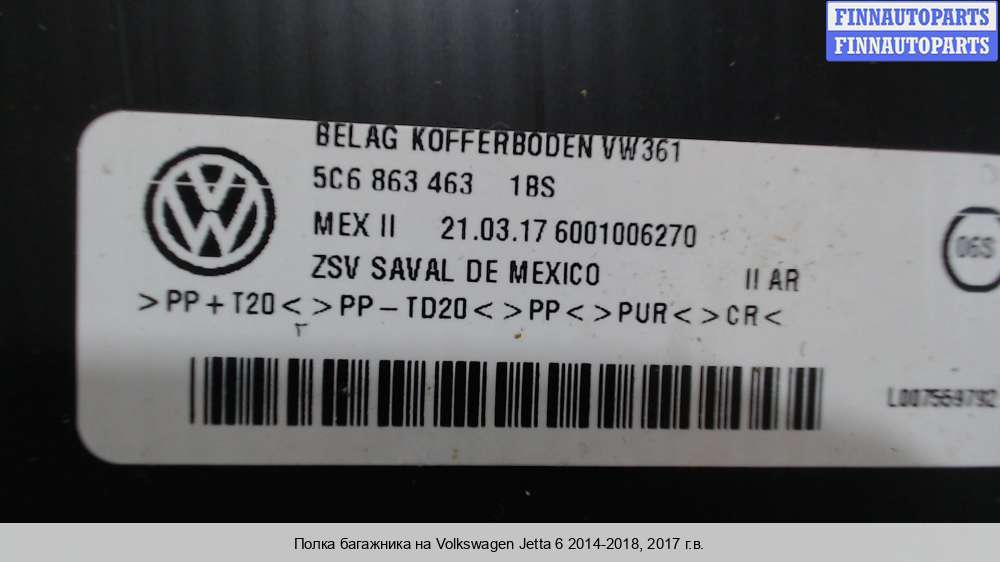 FINNAUTOPARTS
FINNAUTOPARTS
BELAG KOFFERBODEN VW361
5C6 863 463 1BS
MEX II 21.03.17 6001006270
ZSV SAVAL DE MEXICO II AR
06S
>PP+T20< >PP-TD20< >PP< >PUR< >CR<
L007569792
Полка багажника на Volkswagen Jetta 6 2014-2018, 2017 г.в.